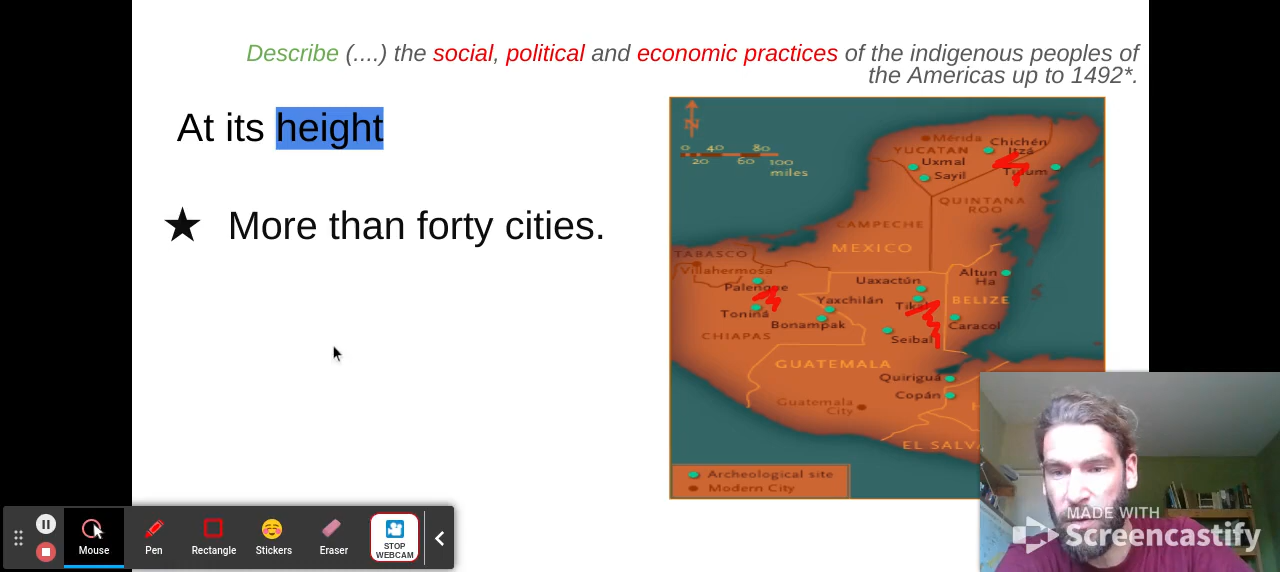 Describe (....) the social, political and economic practices of the indigenous peoples of
the Americas up to 1492*.
At its height
★ More than forty cities.
N
0 40 80
20 60 100
miles
Mérida
YUCATAN
Chichén
Itzá
Uxmal
Sayil
Tulum
QUINTANA
ROO
CAMPECHE
MEXICO
TABASCO
Villahermosa
Palenque
Uaxactún
Altun
Ha
Yaxchilán
Tikal
BELIZE
Toniná
Bonampak
Caracol
CHIAPAS
Seibal
GUATEMALA
Quiriguá
Guatemala
City
Copán
EL SALV
Archeological site
Modern City
Mouse
Pen
Rectangle
Stickers
Eraser
STOP
WEBCAM
MADE WITH
Screencastify